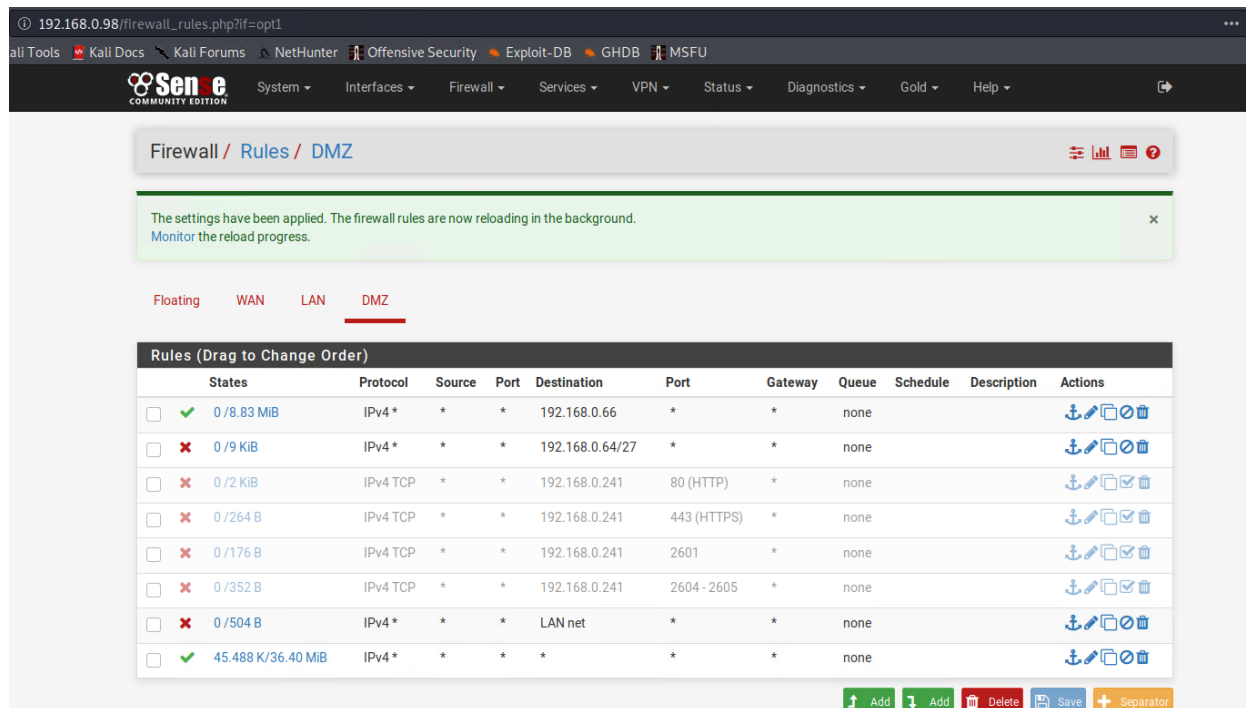 192.168.0.98/firewall_rules.php?if=opt1
ali Tools Kali Docs Kali Forums NetHunter Offensive Security Exploit-DB GHDB MSFU
Sense COMMUNITY EDITION System Interfaces Firewall Services VPN Status Diagnostics Gold Help
Firewall / Rules / DMZ
The settings have been applied. The firewall rules are now reloading in the background. ×
Monitor the reload progress.
Floating WAN LAN DMZ
Rules (Drag to Change Order)
States Protocol Source Port Destination Port Gateway Queue Schedule Description Actions
0 /8.83 MiB IPv4 * * * 192.168.0.66 * * none
0 /9 KiB IPv4 * * * 192.168.0.64/27 * * none
0 /2 KiB IPv4 TCP * * 192.168.0.241 80 (HTTP) * none
0 /264 B IPv4 TCP * * 192.168.0.241 443 (HTTPS) * none
0 /176 B IPv4 TCP * * 192.168.0.241 2601 * none
0 /352 B IPv4 TCP * * 192.168.0.241 2604 - 2605 * none
0 /504 B IPv4 * * * LAN net * * none
45.488 K/36.40 MiB IPv4 * * * * * * none
Add Add Delete Save Separator